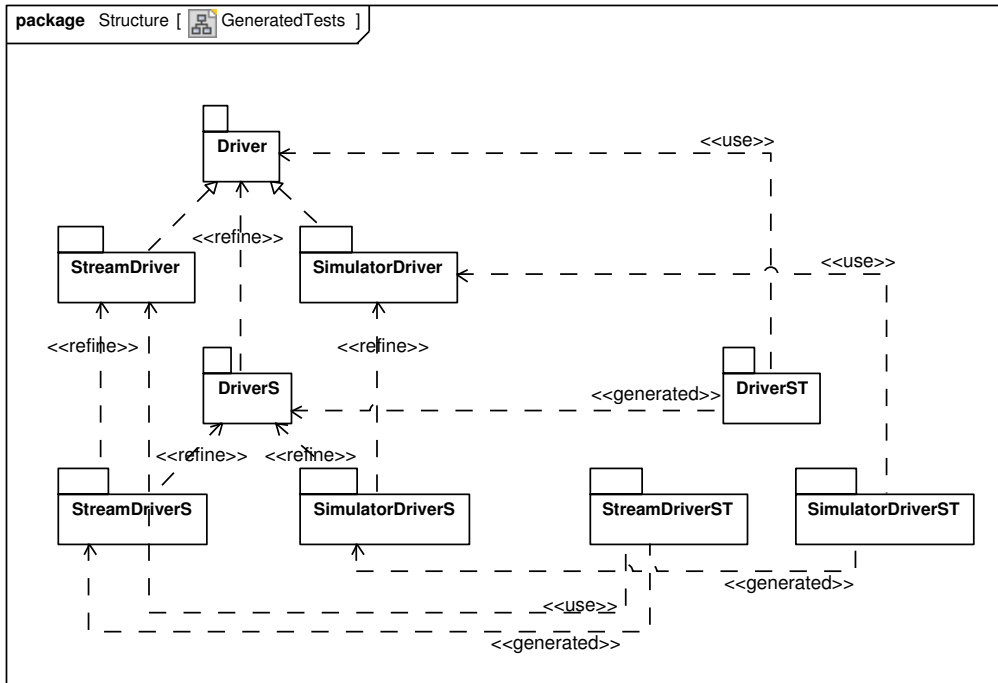 package Structure [ GeneratedTests ]
Driver
<<use>>
<<refine>>
StreamDriver
SimulatorDriver
<<use>>
<<refine>>
<<refine>>
DriverS
DriverST
<<generated>>
<<refine>>
<<refine>>
StreamDriverS
SimulatorDriverS
StreamDriverST
SimulatorDriverST
<<generated>>
<<use>>
<<generated>>